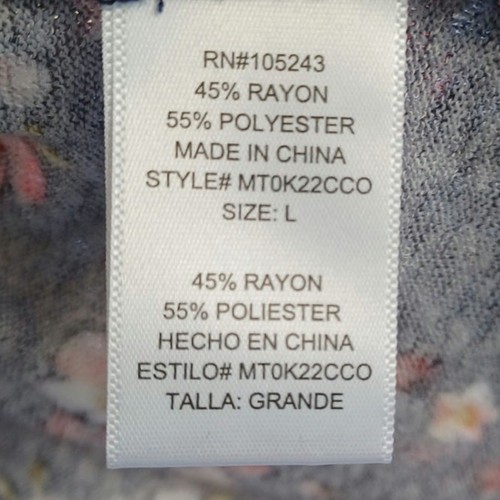 RN#105243
45% RAYON
55% POLYESTER
MADE IN CHINA
STYLE# MT0K22CCO
SIZE: L
45% RAYON
55% POLIESTER
HECHO EN CHINA
ESTILO# MT0K22CCO
TALLA: GRANDE